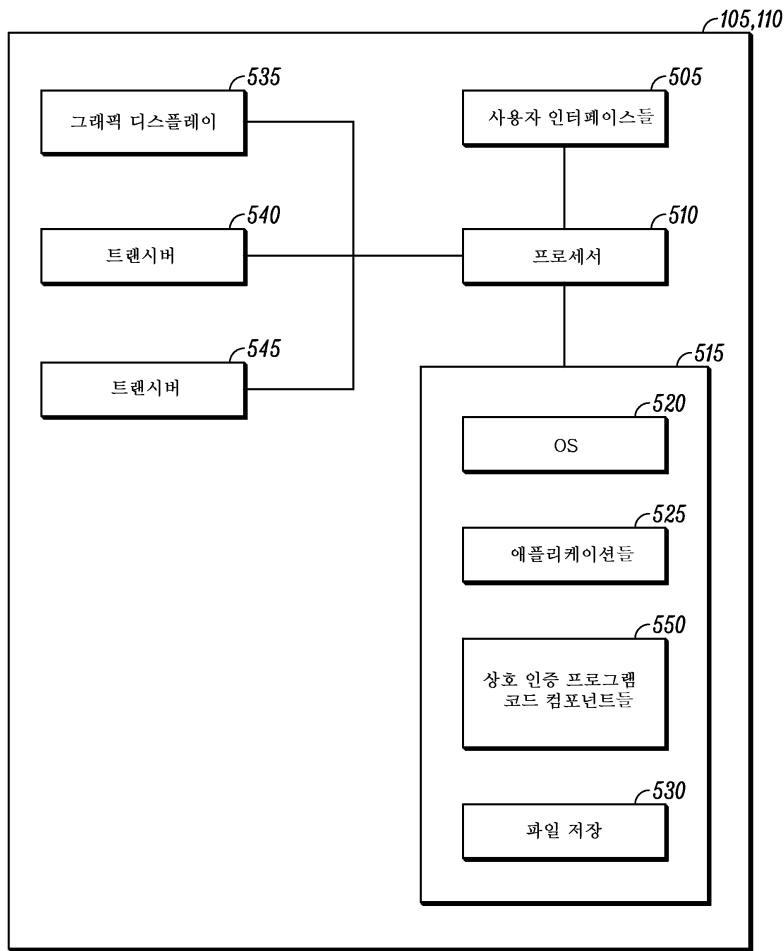 105,110
535
그래픽 디스플레이
505
사용자 인터페이스들
540
트랜시버
510
프로세서
545
트랜시버
515
520
OS
525
애플리케이션들
550
상호 인증 프로그램
코드 컴포넌트들
530
파일 저장